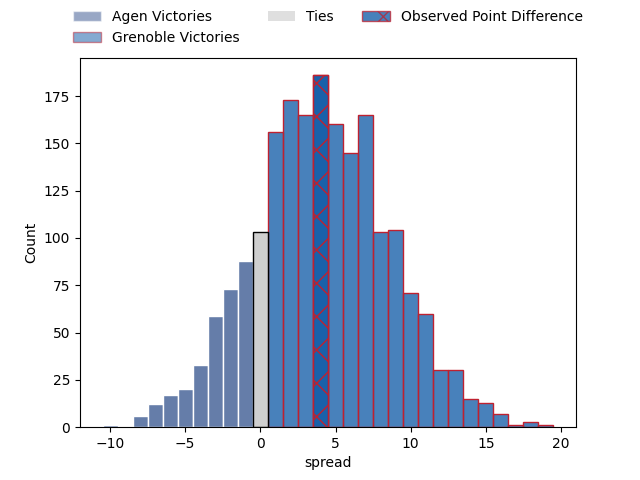 Agen Victories
Ties
Observed Point Difference
Grenoble Victories
Count
175
150
125
100
75
50
25
0
−10
−5
0
5
10
15
20
spread